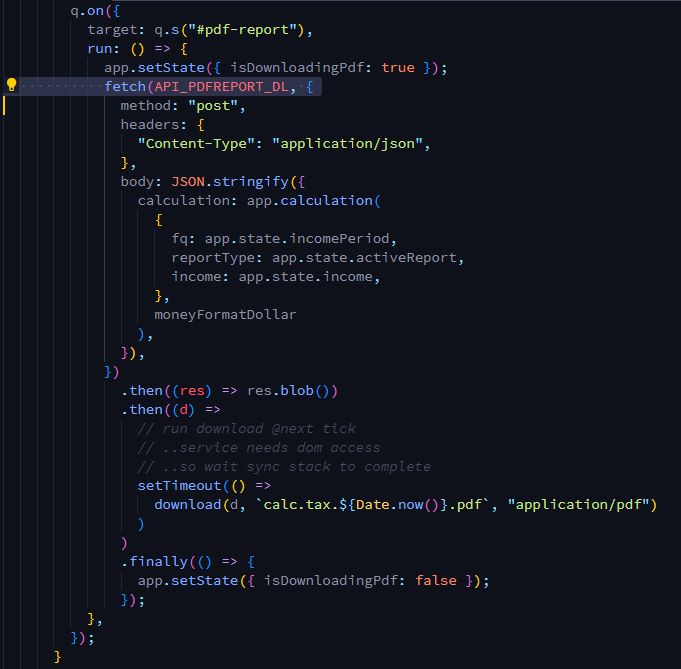 q.on({
target: q.s("#pdf-report"),
run: () => {
app.setState({ isDownloadingPdf: true });
fetch(API_PDFREPORT_DL, {
method: "post",
headers: {
"Content-Type": "application/json",
},
body: JSON.stringify({
calculation: app.calculation(
{
fq: app.state.incomePeriod,
reportType: app.state.activeReport,
income: app.state.income,
},
moneyFormatDollar
),
}),
})
.then((res) => res.blob())
.then((d) =>
// run download @next tick
// ..service needs dom access
// ..so wait sync stack to complete
setTimeout(() =>
download(d, `calc.tax.${Date.now()}.pdf`, "application/pdf")
)
)
.finally(() => {
app.setState({ isDownloadingPdf: false });
});
},
});
}